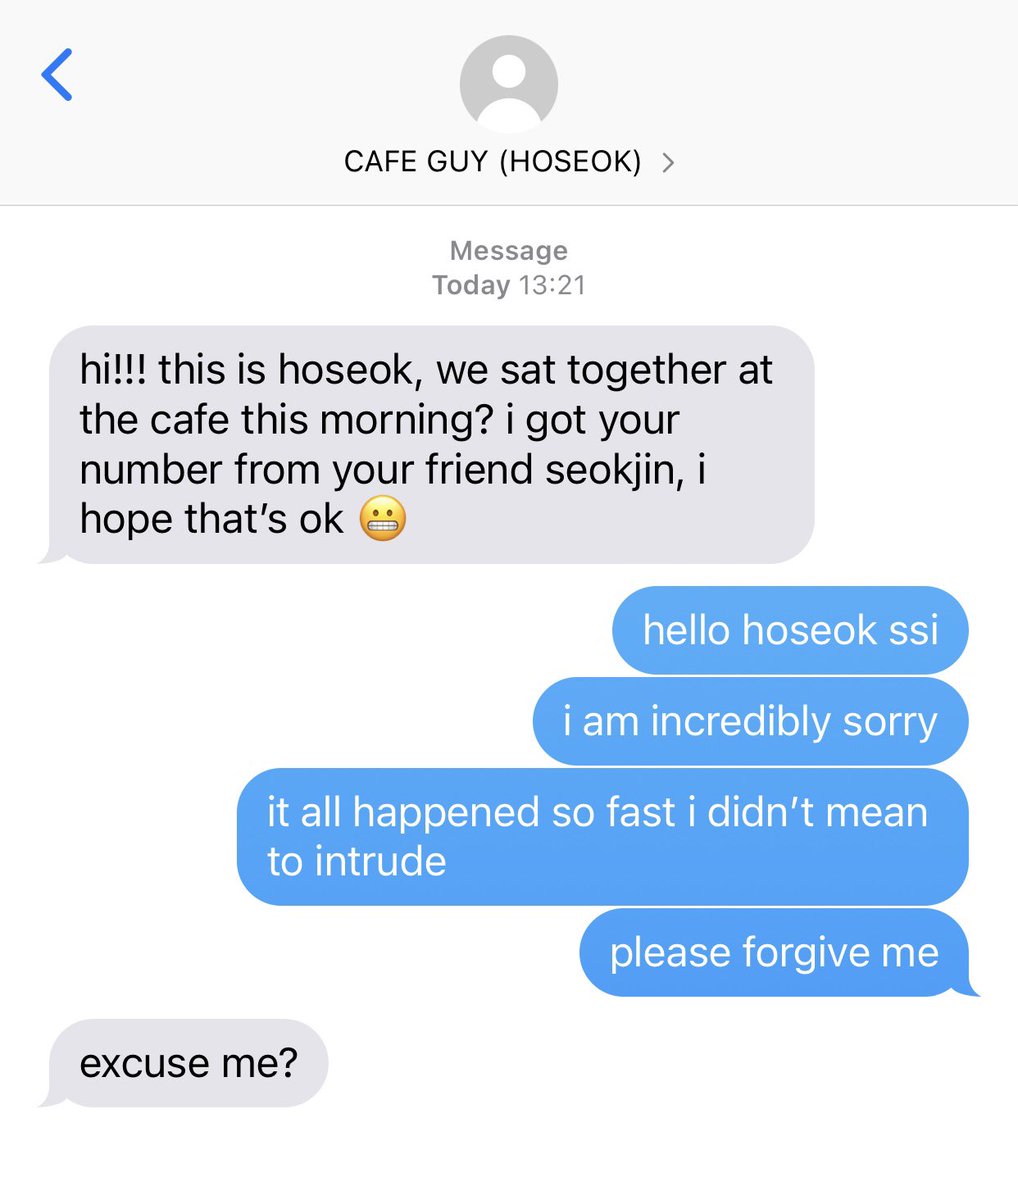 CAFE GUY (HOSEOK)
Message
Today 13:21
hi!!! this is hoseok, we sat together at
the cafe this morning? i got your
number from your friend seokjin, i
hope that’s ok 😬
hello hoseok ssi
i am incredibly sorry
it all happened so fast i didn’t mean
to intrude
please forgive me
excuse me?